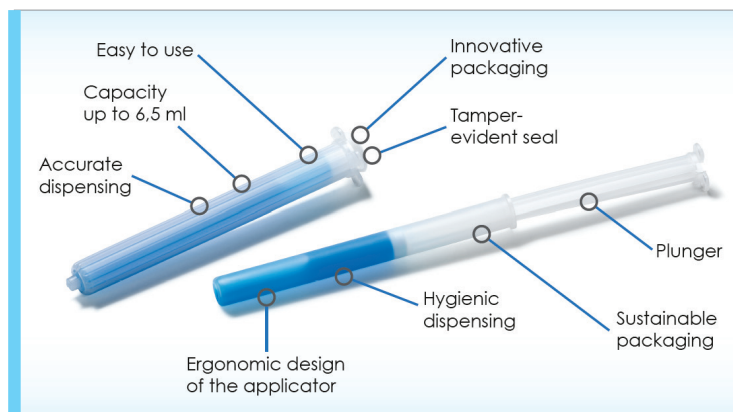 Easy to use
Innovative
packaging
Capacity
up to 6,5 ml
Tamper-
evident seal
Accurate
dispensing
Plunger
Hygienic
dispensing
Sustainable
packaging
Ergonomic design
of the applicator